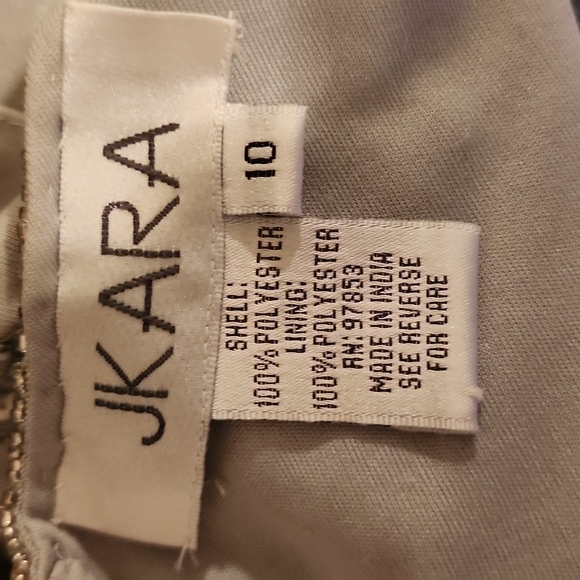 JKARA
10
SHELL:
100% POLYESTER
LINING:
100% POLYESTER
RN: 97853
MADE IN INDIA
SEE REVERSE
FOR CARE